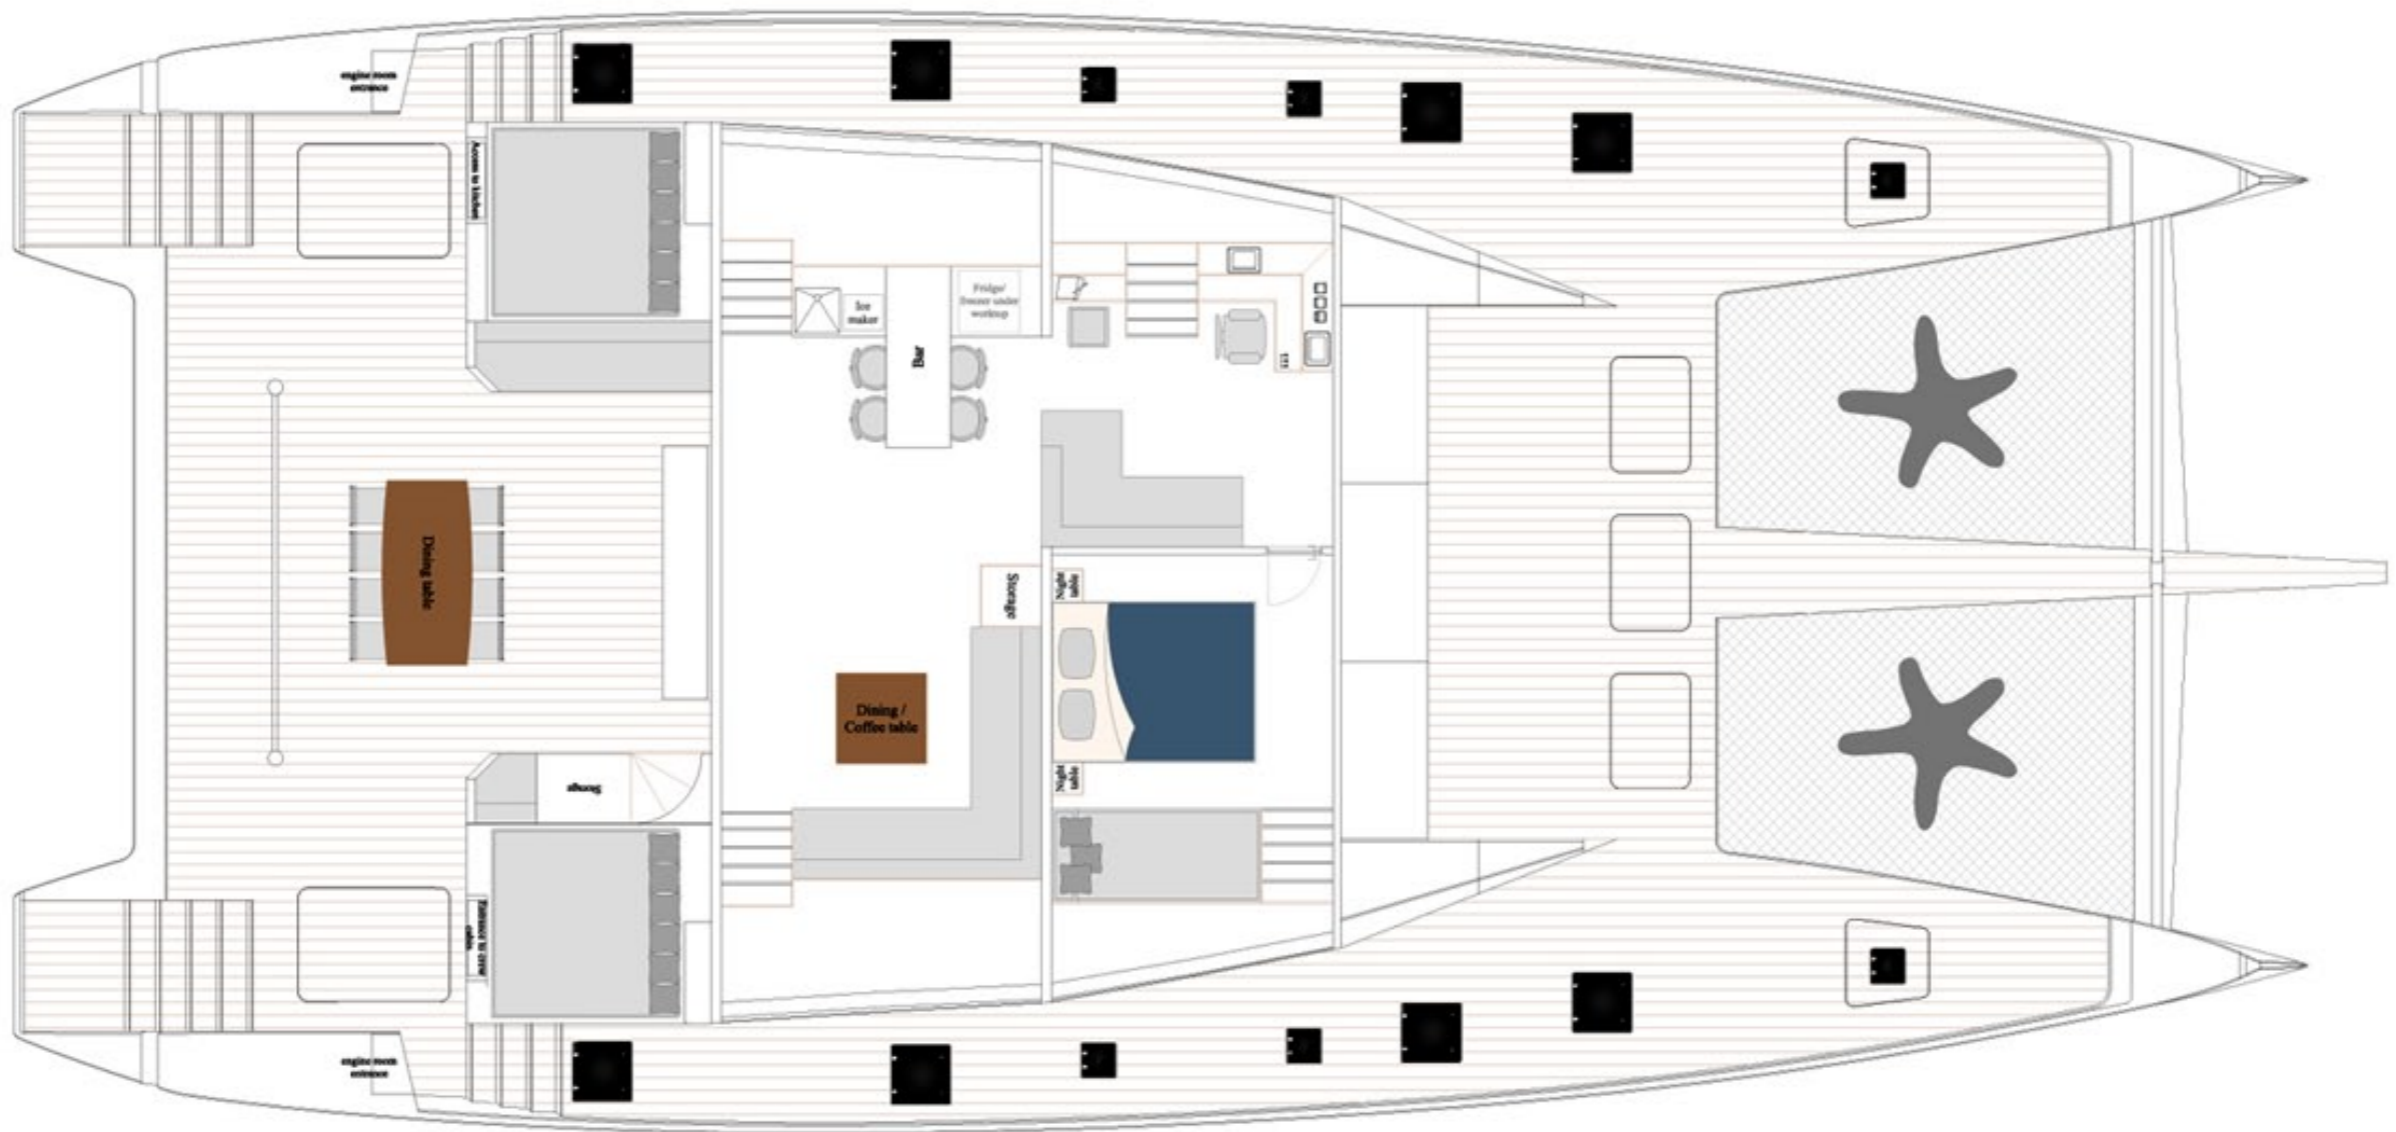 engine room
entrance
Access to kitchen
Ice
maker
Bar
Fridge/
freezer under
worktop
Dining table
Storage
Night
table
Dining /
Coffee table
Night
table
Storage
Entrance to crew
cabin
engine room
entrance